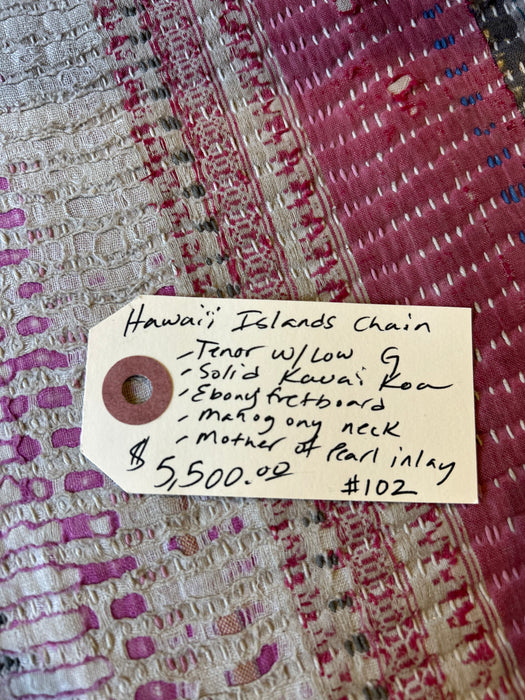 Hawai'i Islands Chain
- Tenor w/ Low G
- Solid Kauai Koa
- Ebony fretboard
- Mahogony neck
- Mother of Pearl inlay
$5,500.00
#102